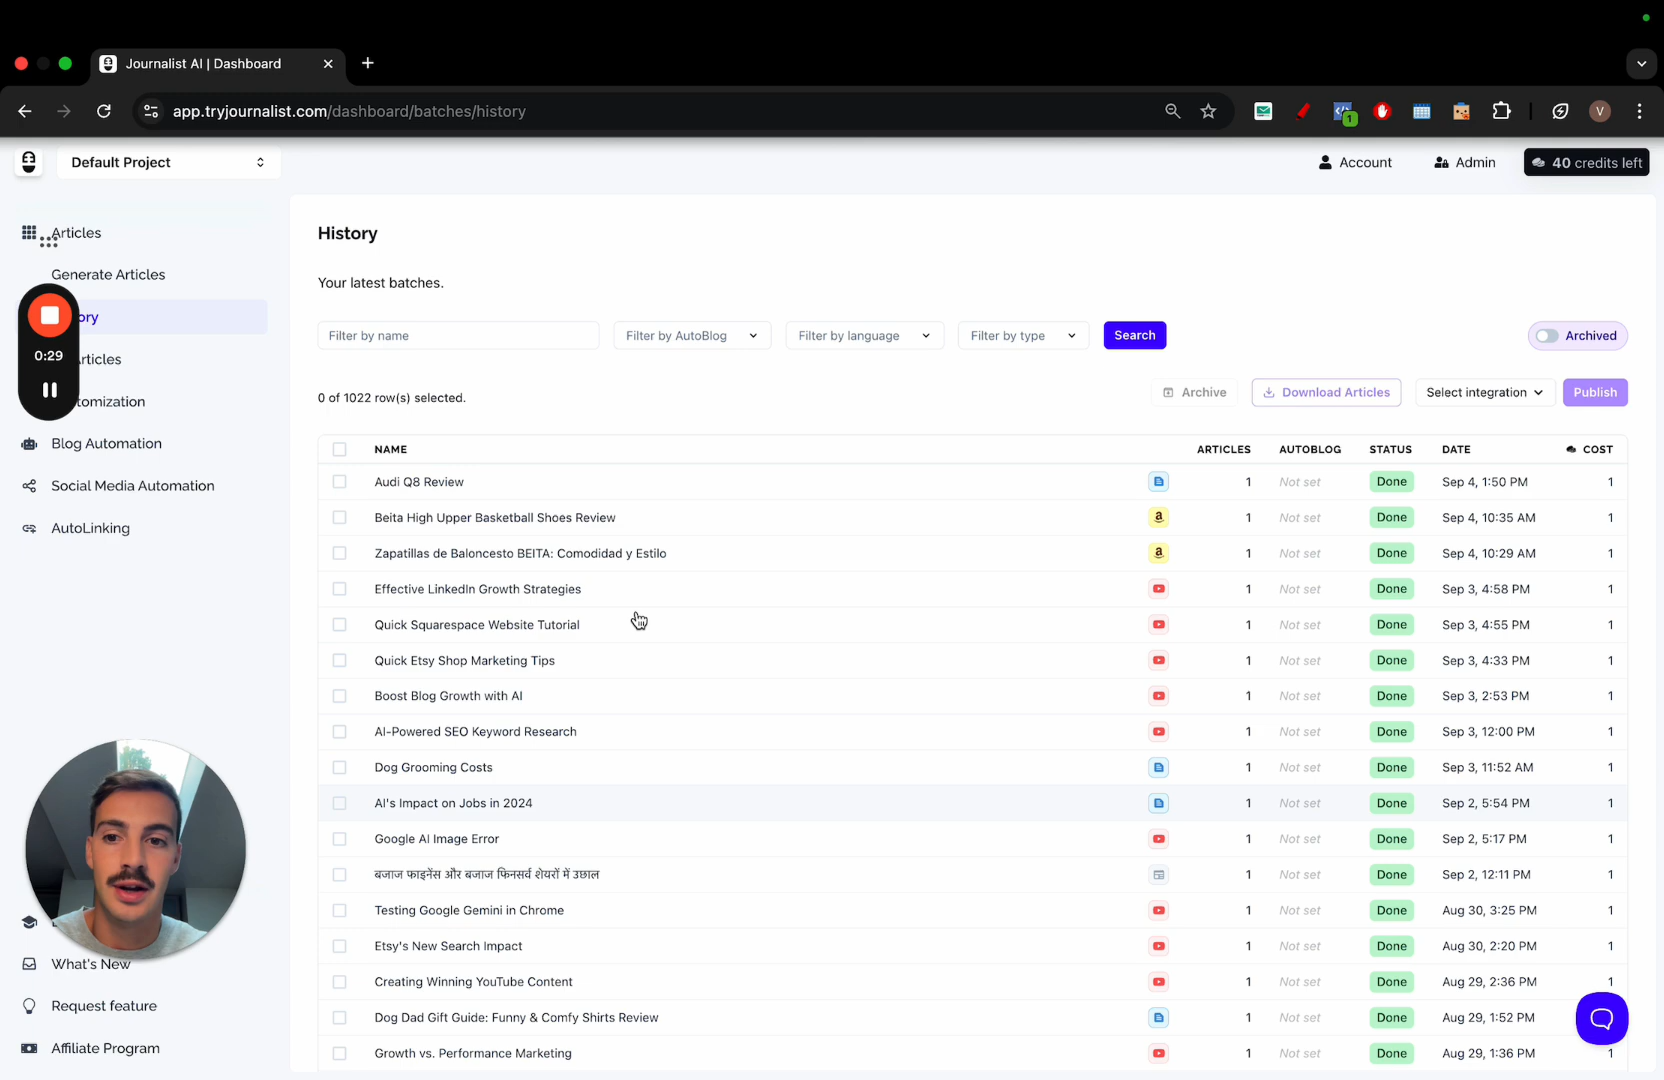 Journalist AI | Dashboard
app.tryjournalist.com/dashboard/batches/history
1
V
Default Project
Account
Admin
40 credits left
Articles
Generate Articles
ory
0:29
rticles
tomization
Blog Automation
Social Media Automation
AutoLinking
What's New
Request feature
Affiliate Program
History
Your latest batches.
Filter by name
Filter by AutoBlog
Filter by language
Filter by type
Search
Archived
0 of 1022 row(s) selected.
Archive
Download Articles
Select integration
Publish
NAME ARTICLES AUTOBLOG STATUS DATE COST
Audi Q8 Review 1 Not set Done Sep 4, 1:50 PM 1
Beita High Upper Basketball Shoes Review a 1 Not set Done Sep 4, 10:35 AM 1
Zapatillas de Baloncesto BEITA: Comodidad y Estilo a 1 Not set Done Sep 4, 10:29 AM 1
Effective LinkedIn Growth Strategies 1 Not set Done Sep 3, 4:58 PM 1
Quick Squarespace Website Tutorial 1 Not set Done Sep 3, 4:55 PM 1
Quick Etsy Shop Marketing Tips 1 Not set Done Sep 3, 4:33 PM 1
Boost Blog Growth with AI 1 Not set Done Sep 3, 2:53 PM 1
AI-Powered SEO Keyword Research 1 Not set Done Sep 3, 12:00 PM 1
Dog Grooming Costs 1 Not set Done Sep 3, 11:52 AM 1
AI's Impact on Jobs in 2024 1 Not set Done Sep 2, 5:54 PM 1
Google AI Image Error 1 Not set Done Sep 2, 5:17 PM 1
बजाज फाइनेंस और बजाज फिनसर्व शेयरों में उछाल 1 Not set Done Sep 2, 12:11 PM 1
Testing Google Gemini in Chrome 1 Not set Done Aug 30, 3:25 PM 1
Etsy's New Search Impact 1 Not set Done Aug 30, 2:20 PM 1
Creating Winning YouTube Content 1 Not set Done Aug 29, 2:36 PM 1
Dog Dad Gift Guide: Funny & Comfy Shirts Review 1 Not set Done Aug 29, 1:52 PM
Growth vs. Performance Marketing 1 Not set Done Aug 29, 1:36 PM 1